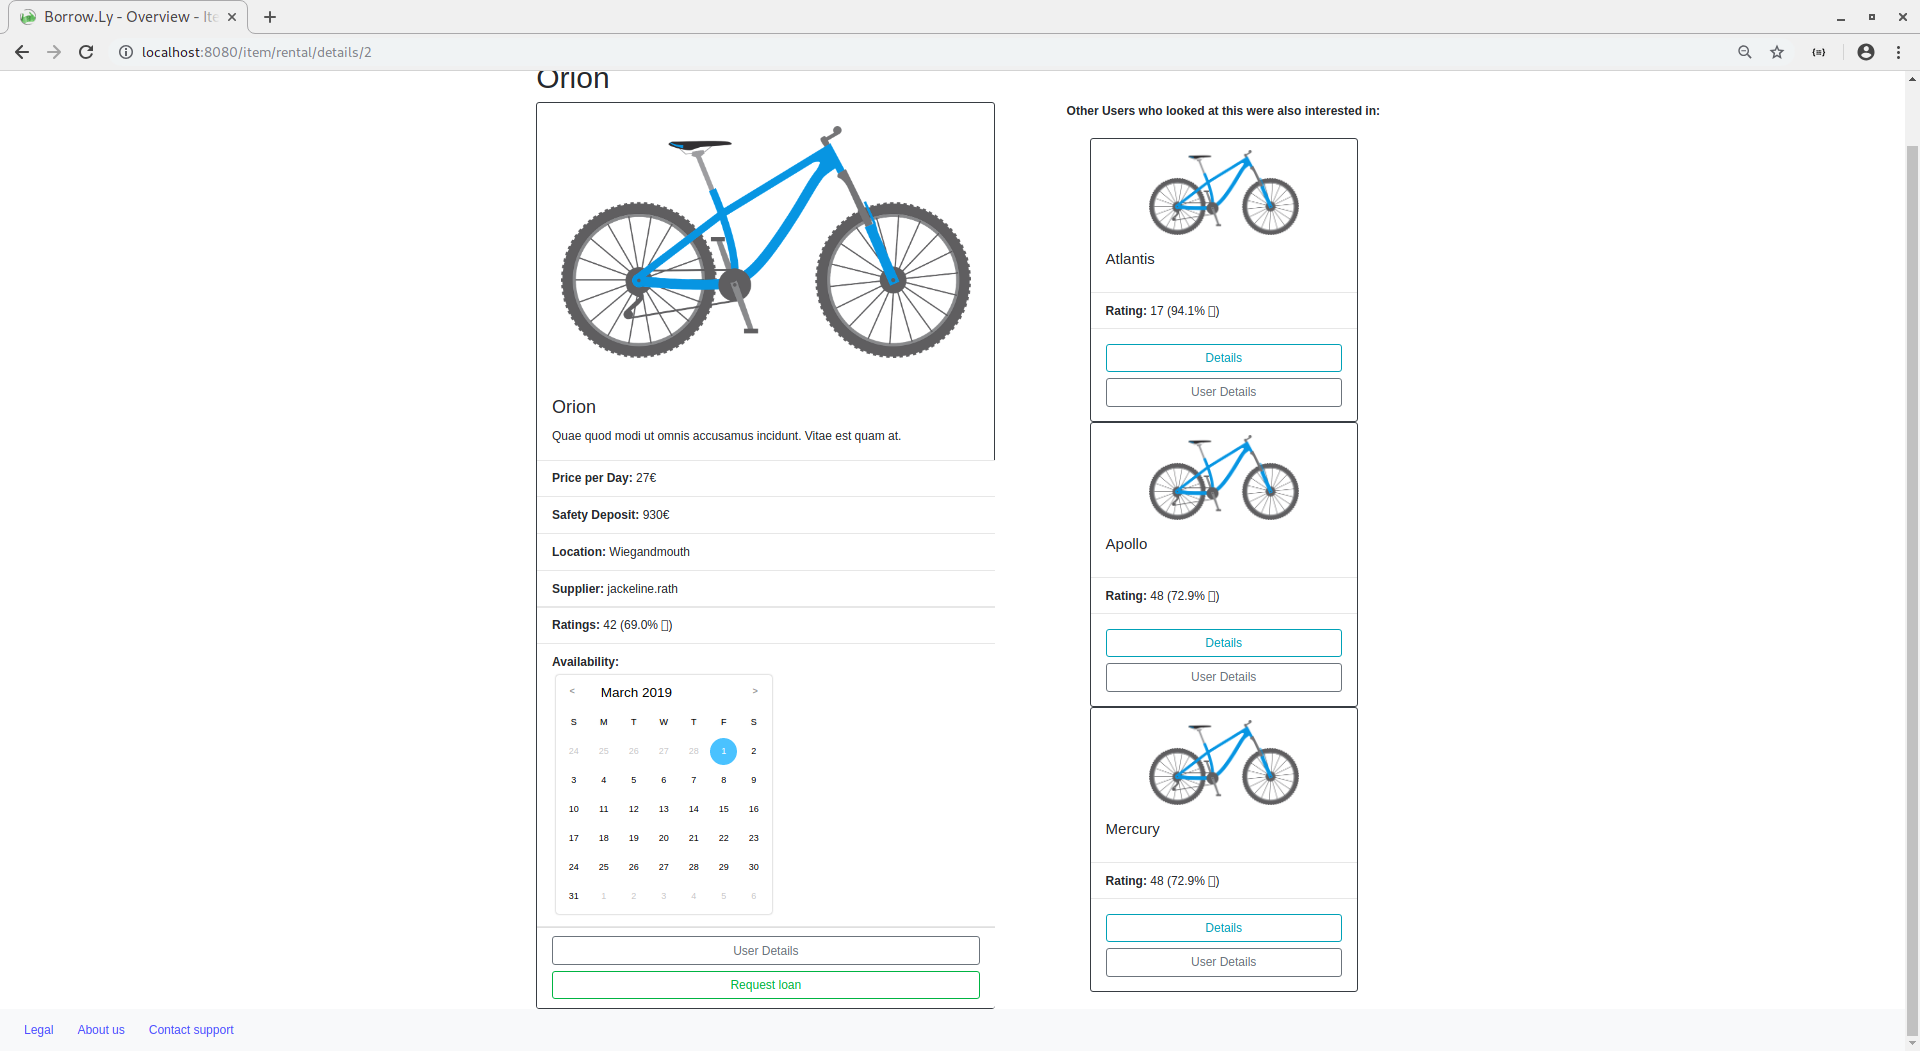 Borrow.Ly - Overview - Ite
localhost:8080/item/rental/details/2
Orion
Orion
Quae quod modi ut omnis accusamus incidunt. Vitae est quam at.
Price per Day: 27€
Safety Deposit: 930€
Location: Wiegandmouth
Supplier: jackeline.rath
Ratings: 42 (69.0% )
Availability:
< March 2019 >
S M T W T F S
24 25 26 27 28 1 2
3 4 5 6 7 8 9
10 11 12 13 14 15 16
17 18 19 20 21 22 23
24 25 26 27 28 29 30
31 1 2 3 4 5 6
User Details
Request loan
Other Users who looked at this were also interested in:
Atlantis
Rating: 17 (94.1% )
Details
User Details
Apollo
Rating: 48 (72.9% )
Details
User Details
Mercury
Rating: 48 (72.9% )
Details
User Details
Legal About us Contact support